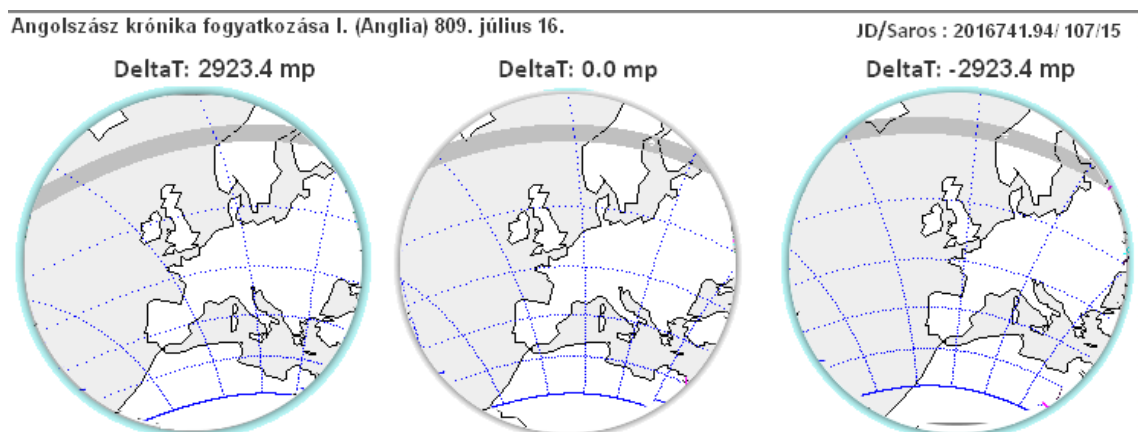 Angolszász krónika fogyatkozása I. (Anglia) 809. július 16.
JD/Saros : 2016741.94/ 107/15
DeltaT: 2923.4 mp
DeltaT: 0.0 mp
DeltaT: -2923.4 mp